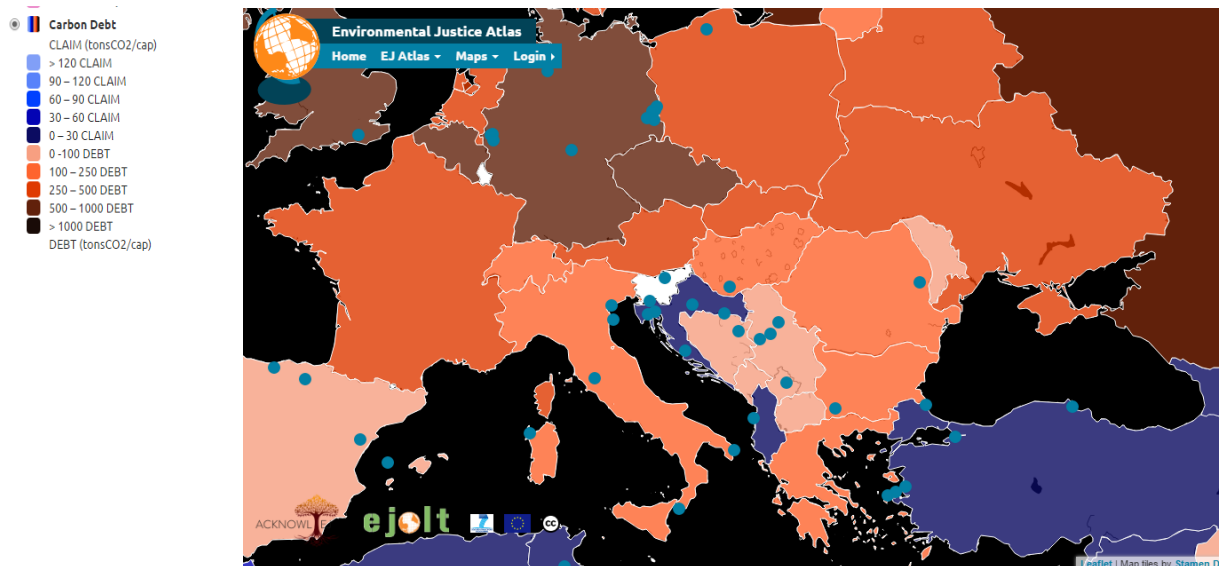 Carbon Debt
CLAIM (tonsCO2/cap)
> 120 CLAIM
90 – 120 CLAIM
60 – 90 CLAIM
30 – 60 CLAIM
0 – 30 CLAIM
0 -100 DEBT
100 – 250 DEBT
250 – 500 DEBT
500 – 1000 DEBT
> 1000 DEBT
DEBT (tonsCO2/cap)
Environmental Justice Atlas
Home EJ Atlas Maps Login
ejolt
cc
Leaflet | Map tiles by Stamen D